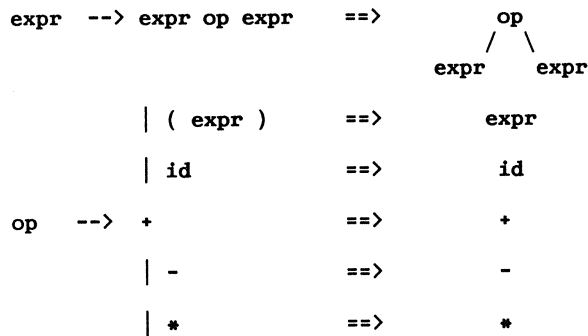 expr --> expr op expr ==> op
/ \
expr expr
| ( expr ) ==> expr
| id ==> id
op --> + ==> +
| - ==> -
| * ==> *